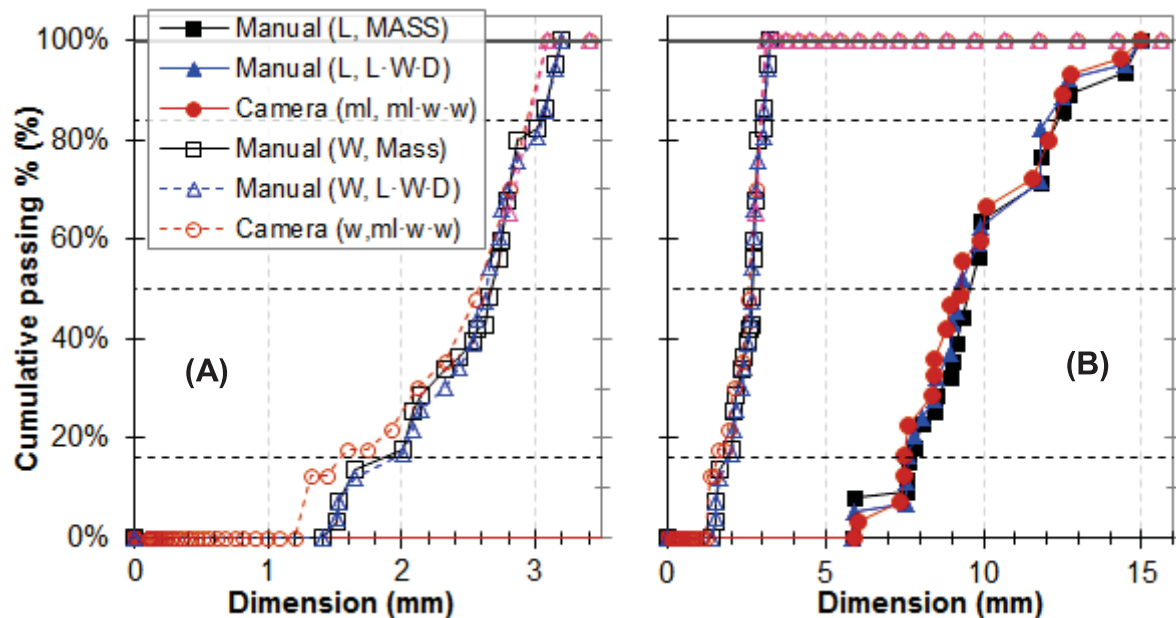 Manual (L, MASS)
Manual (L, L·W·D)
Camera (ml, ml·w·w)
Manual (W, Mass)
Manual (W, L·W·D)
Camera (w,ml·w·w)
Cumulative passing % (%)
100%
80%
60%
40%
20%
0%
(A)
(B)
0 1 2 3
0 5 10 15
Dimension (mm)
Dimension (mm)